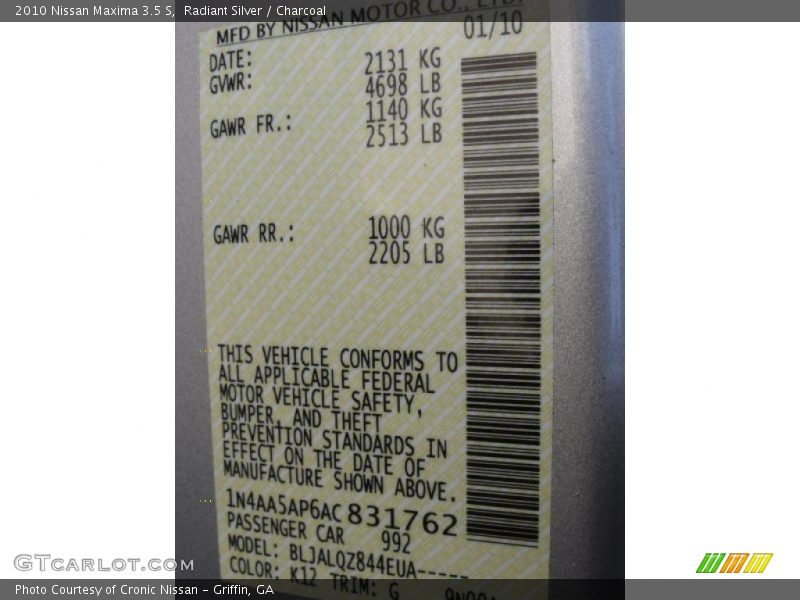 2010 Nissan Maxima 3.5 S, Radiant Silver / Charcoal
MFD BY NISSAN MOTOR CO., LTD.
DATE: 01/10
GVWR: 2131 KG
4698 LB
GAWR FR.: 1140 KG
2513 LB
GAWR RR.: 1000 KG
2205 LB
THIS VEHICLE CONFORMS TO
ALL APPLICABLE FEDERAL
MOTOR VEHICLE SAFETY,
BUMPER, AND THEFT
PREVENTION STANDARDS IN
EFFECT ON THE DATE OF
MANUFACTURE SHOWN ABOVE.
1N4AA5AP6AC831762
PASSENGER CAR 992
MODEL: BLJALQZ844EUA-----
COLOR: K12 TRIM: G
GTCarlot.com
Photo Courtesy of Cronic Nissan – Griffin, GA